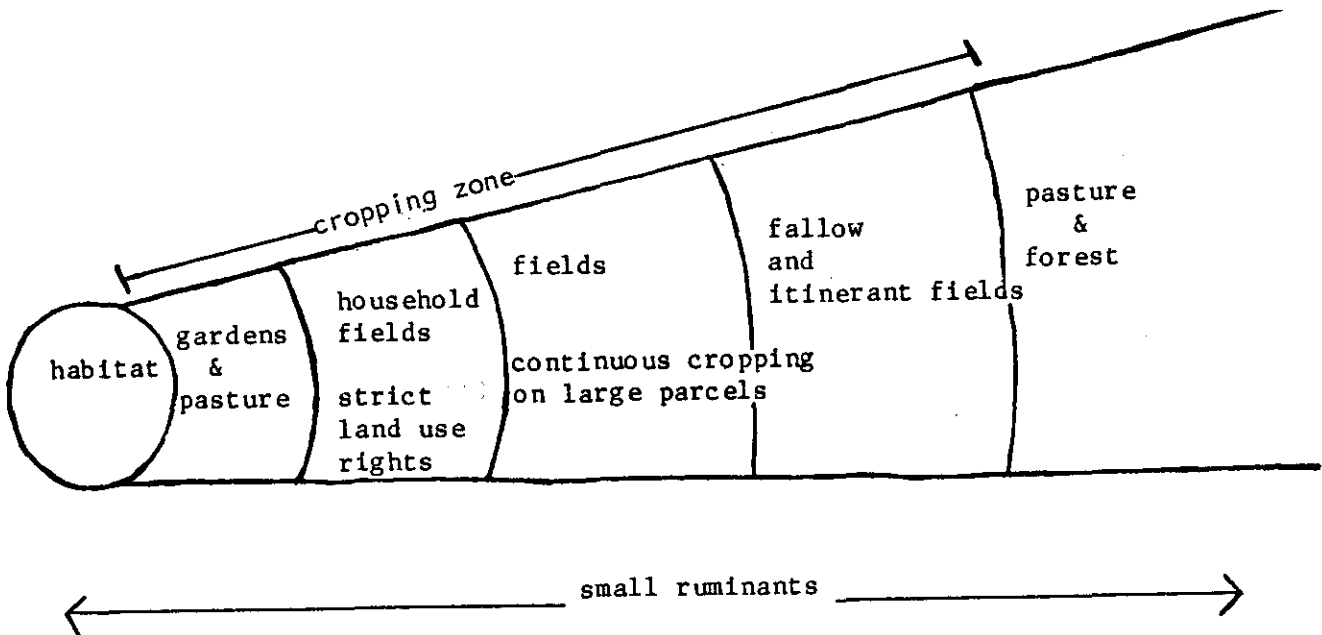 cropping zone
habitat
gardens
&
pasture
household
fields
strict
land use
rights
fields
continuous cropping
on large parcels
fallow
and
itinerant fields
pasture
&
forest
small ruminants